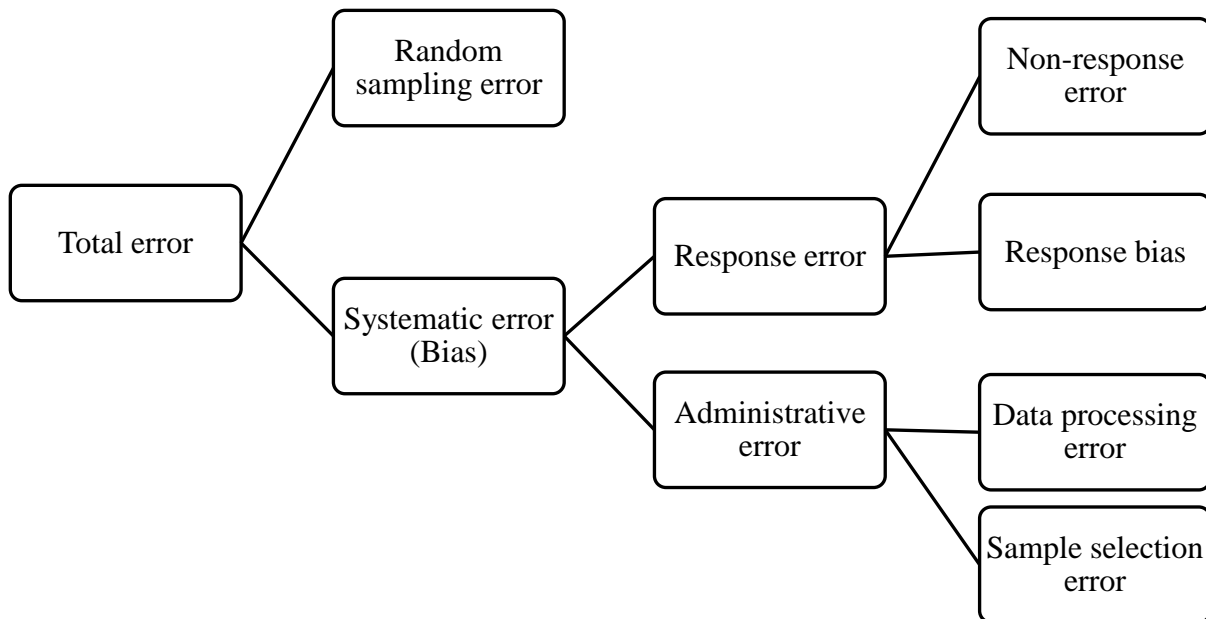 Total error
Random
sampling error
Systematic error
(Bias)
Response error
Administrative
error
Non-response
error
Response bias
Data processing
error
Sample selection
error